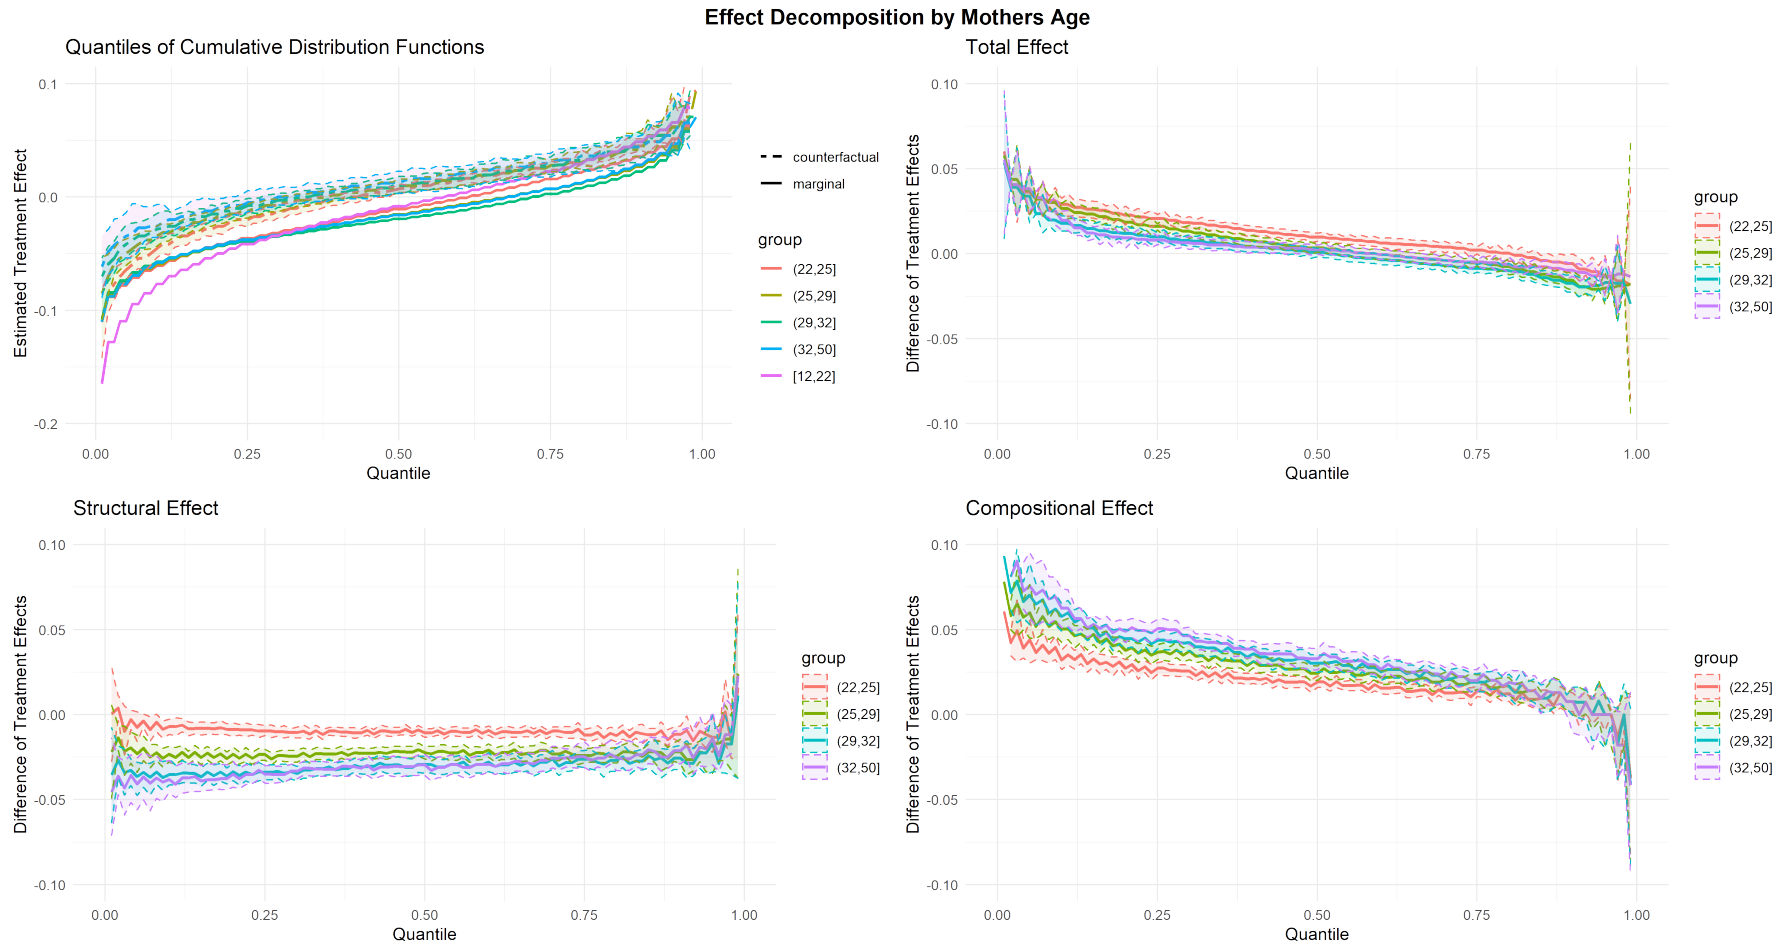 Effect Decomposition by Mothers Age
Quantiles of Cumulative Distribution Functions
Estimated Treatment Effect
0.1
0.0
-0.1
-0.2
0.00 0.25 0.50 0.75 1.00
Quantile
counterfactual
marginal
group
(22,25]
(25,29]
(29,32]
(32,50]
[12,22]
Total Effect
Difference of Treatment Effects
0.10
0.05
0.00
-0.05
-0.10
0.00 0.25 0.50 0.75 1.00
Quantile
group
(22,25]
(25,29]
(29,32]
(32,50]
Structural Effect
Difference of Treatment Effects
0.10
0.05
0.00
-0.05
-0.10
0.00 0.25 0.50 0.75 1.00
Quantile
group
(22,25]
(25,29]
(29,32]
(32,50]
Compositional Effect
Difference of Treatment Effects
0.10
0.05
0.00
-0.05
-0.10
0.00 0.25 0.50 0.75 1.00
Quantile
group
(22,25]
(25,29]
(29,32]
(32,50]